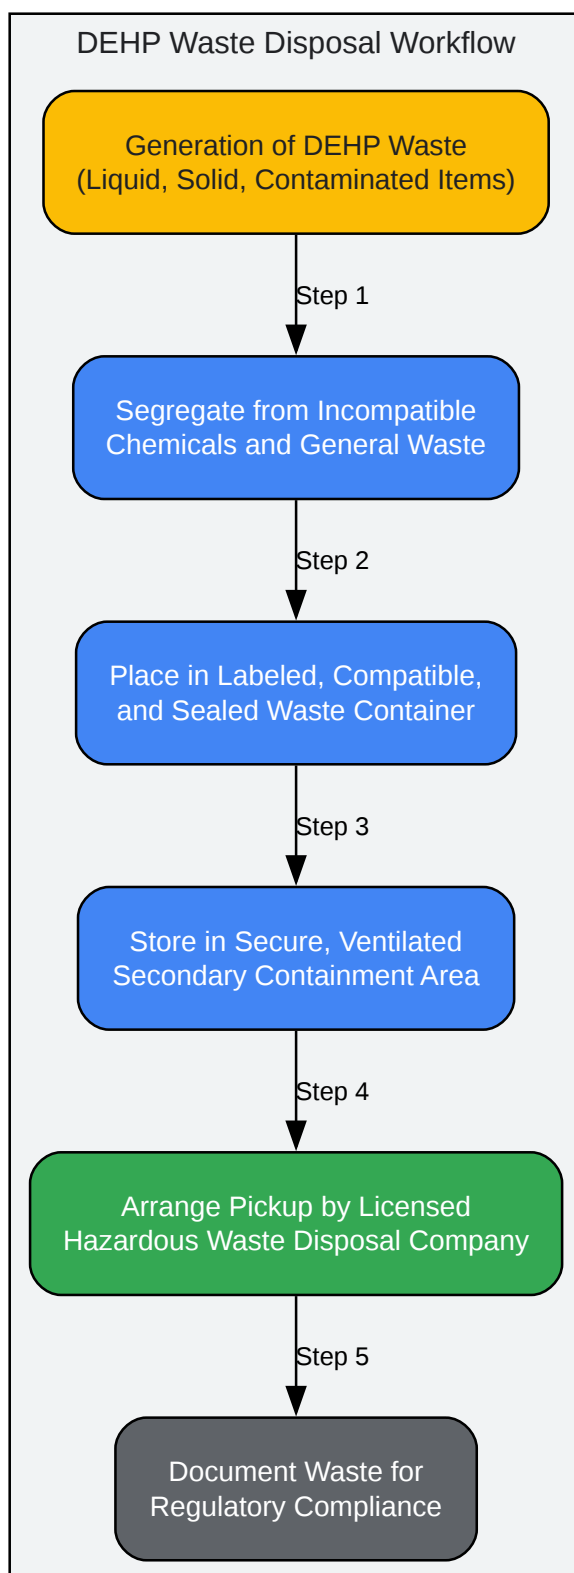 DEHP Waste Disposal Workflow
Generation of DEHP Waste
(Liquid, Solid, Contaminated Items)
Step 1
Segregate from Incompatible
Chemicals and General Waste
Step 2
Place in Labeled, Compatible,
and Sealed Waste Container
Step 3
Store in Secure, Ventilated
Secondary Containment Area
Step 4
Arrange Pickup by Licensed
Hazardous Waste Disposal Company
Step 5
Document Waste for
Regulatory Compliance